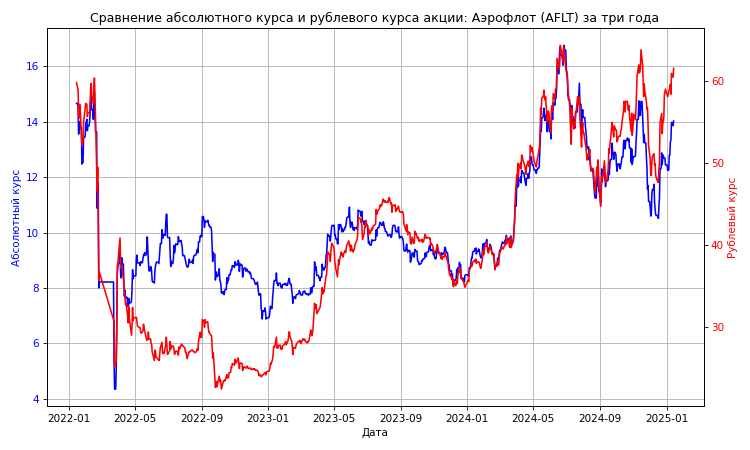 Сравнение абсолютного курса и рублевого курса акции: Аэрофлот (AFLT) за три года
Абсолютный курс
16
14
12
10
8
6
4
60
50
40
30
Рублевый курс
2022-01 2022-05 2022-09 2023-01 2023-05 2023-09 2024-01 2024-05 2024-09 2025-01
Дата